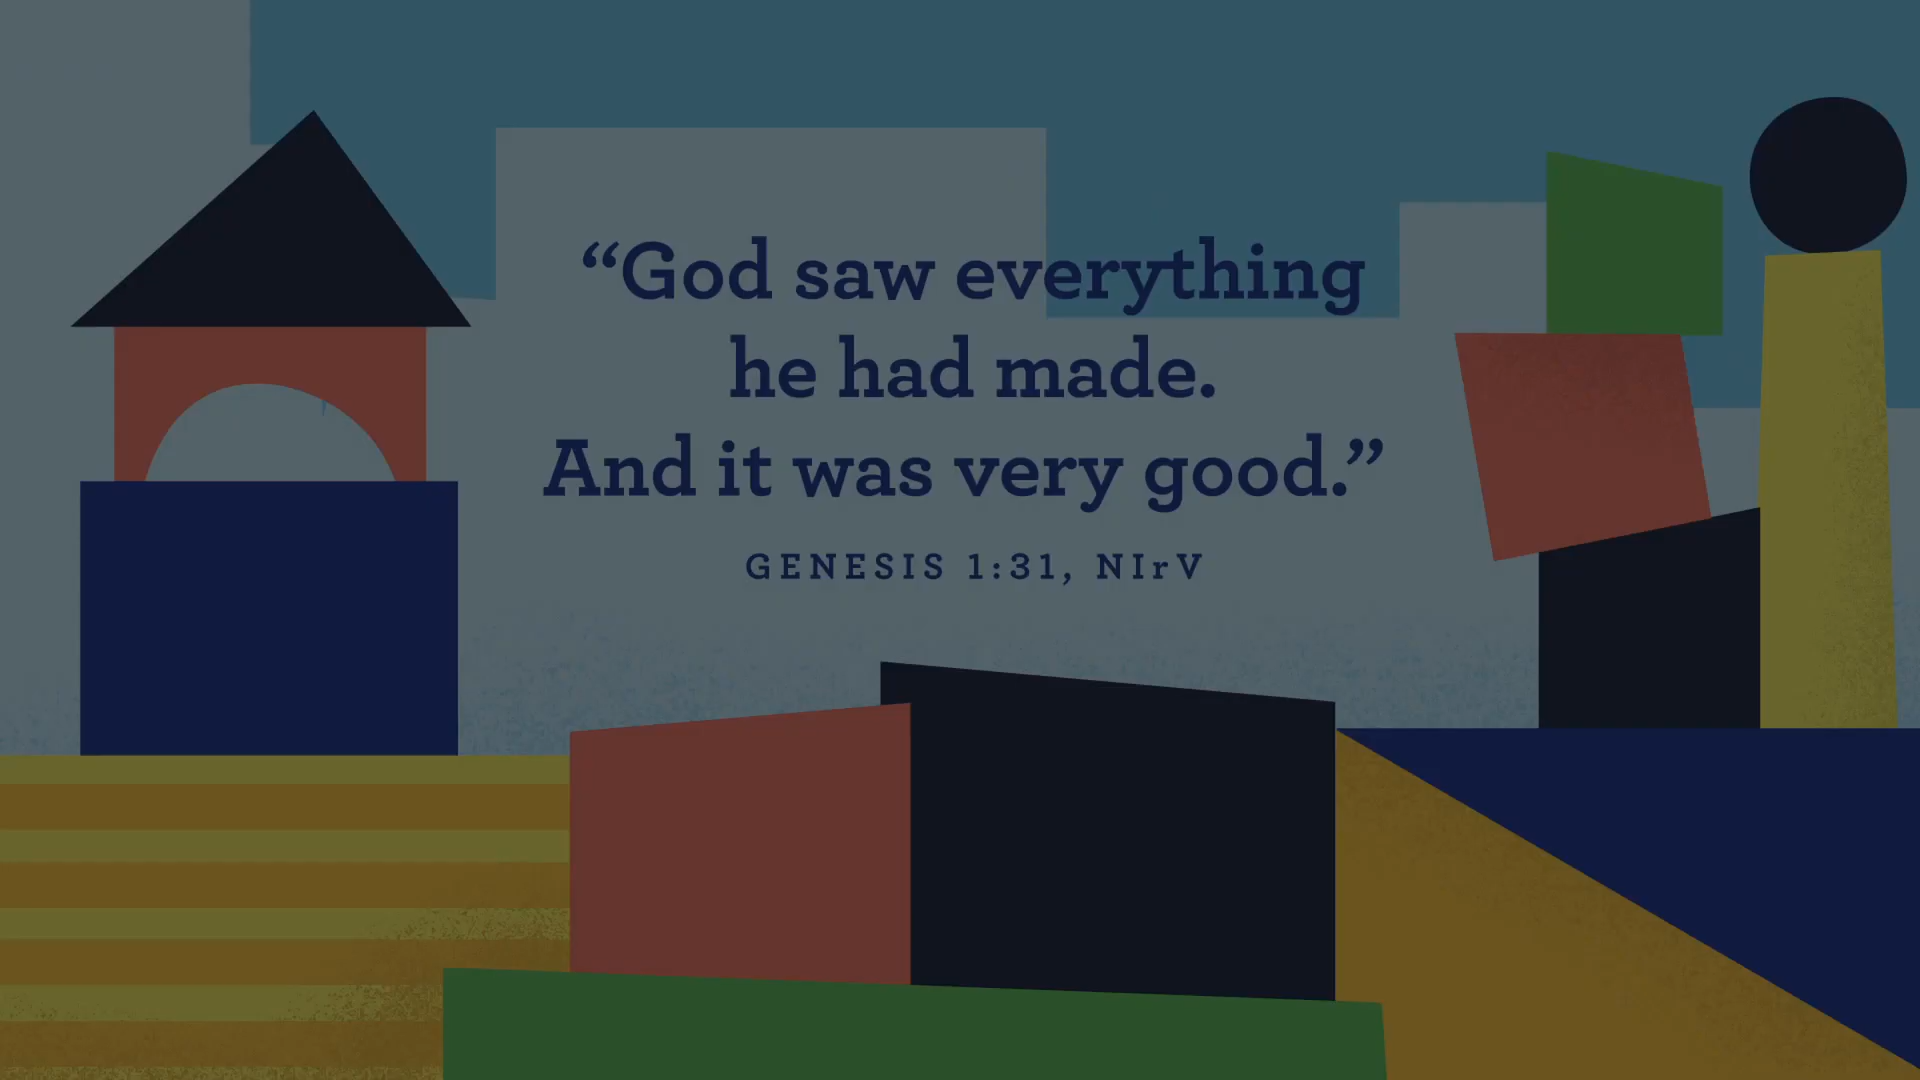 “God saw everything
he had made.
And it was very good.”
GENESIS 1:31, NIrV